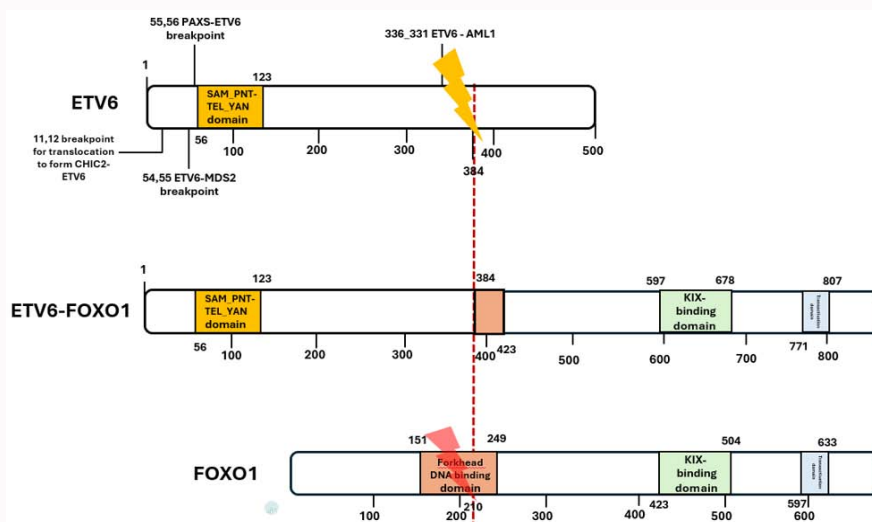 55,56 PAXS-ETV6
breakpoint
336_331 ETV6 - AML1
1
123
ETV6
SAM_PNT-
TEL_YAN
domain
11,12 breakpoint
for translocation
to form CHIC2-
ETV6
56
100
200
300
400
500
384
54,55 ETV6-MDS2
breakpoint
1
123
384
597
678
807
ETV6-FOXO1
SAM_PNT-
TEL_YAN
domain
KIX-
binding
domain
Transactivation
domain
56
100
200
300
400
423
500
600
700
771
800
151
249
504
633
FOXO1
Forkhead
DNA binding
domain
KIX-
binding
domain
Transactivation
domain
100
200
210
300
400
423
500
597
600